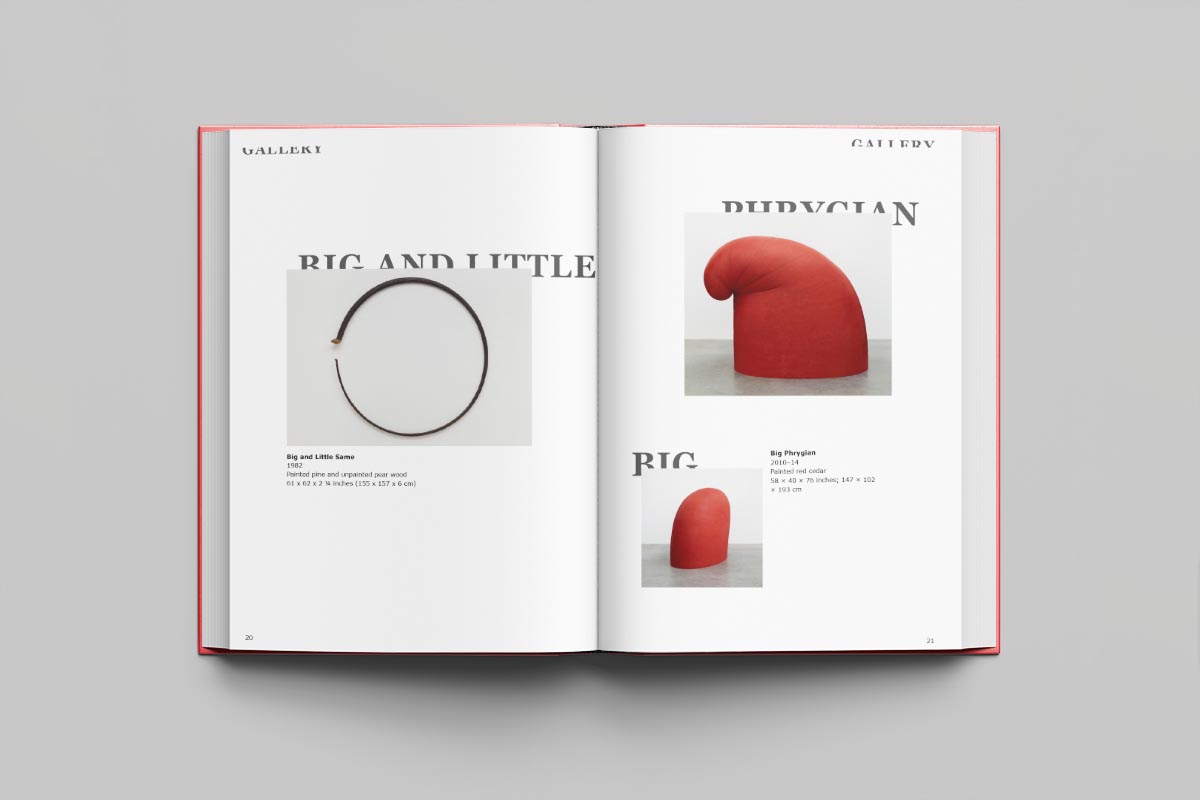 GALLERY
BIG AND LITTLE
Big and Little Same
1982
Painted pine and unpainted pear wood
61 x 62 x 2 ¼ inches (155 x 157 x 6 cm)
20
GALLERY
PHRYGIAN
BIG
Big Phrygian
2010–14
Painted red cedar
58 × 40 × 76 inches; 147 × 102
× 193 cm
21